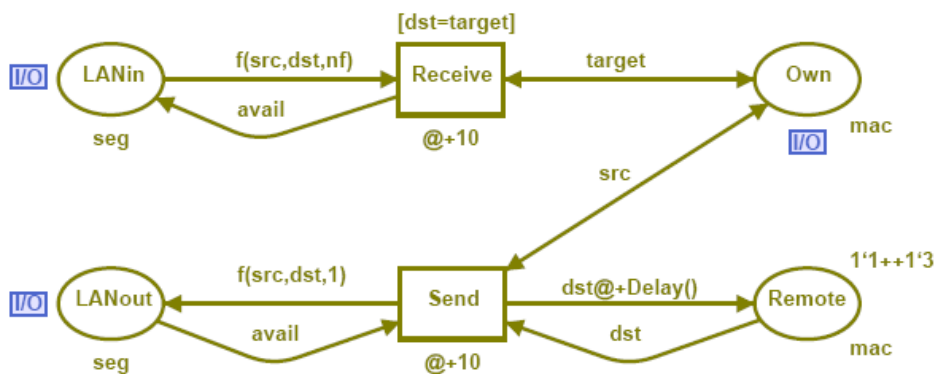 [dst=target]
I/O
LANin
f(src,dst,nf)
Receive
target
Own
avail
seg
@+10
mac
I/O
src
f(src,dst,1)
1‘1++1‘3
I/O
LANout
Send
dst@+Delay()
Remote
avail
dst
seg
@+10
mac